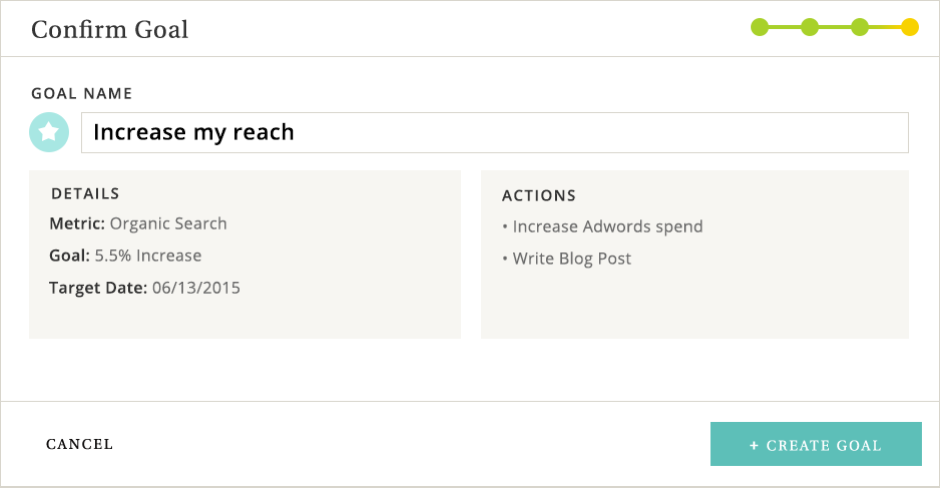 Confirm Goal
GOAL NAME
Increase my reach
DETAILS
Metric: Organic Search
Goal: 5.5% Increase
Target Date: 06/13/2015
ACTIONS
• Increase Adwords spend
• Write Blog Post
CANCEL
+ CREATE GOAL